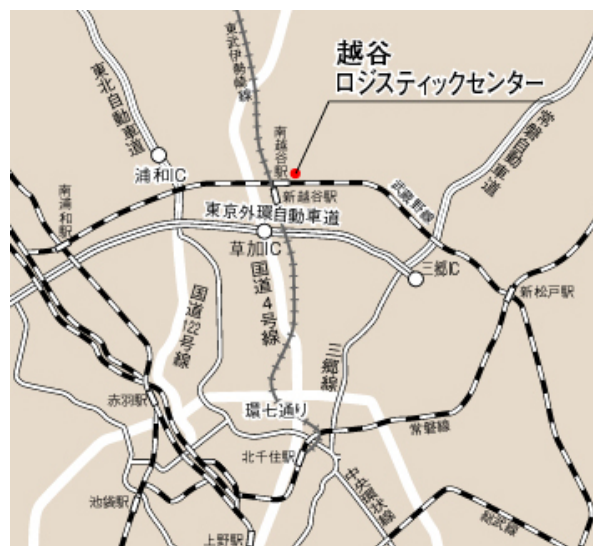 越谷
ロジスティックセンター
東武伊勢崎線
東北自動車道
常磐自動車道
南越谷駅
浦和IC
新越谷駅
武蔵野線
南浦和駅
東京外環自動車道
草加IC
三郷IC
新松戸駅
国道122号線
国道4号線
三郷線
赤羽駅
環七通り
常磐線
北千住駅
中央環状線
池袋駅
総武線
上野駅